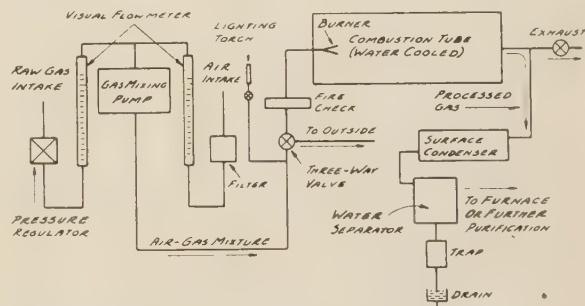 VISUAL FLOWMETER
LIGHTING
TORCH
BURNER
COMBUSTION TUBE
(WATER COOLED)
EXHAUST
RAW GAS
INTAKE
GAS MIXING
PUMP
AIR
INTAKE
FIRE
CHECK
PROCESSED
GAS
TO OUTSIDE
SURFACE
CONDENSER
FILTER
THREE-WAY
VALVE
PRESSURE
REGULATOR
WATER
SEPARATOR
TO FURNACE
OR FURTHER
PURIFICATION
AIR-GAS MIXTURE
TRAP
DRAIN